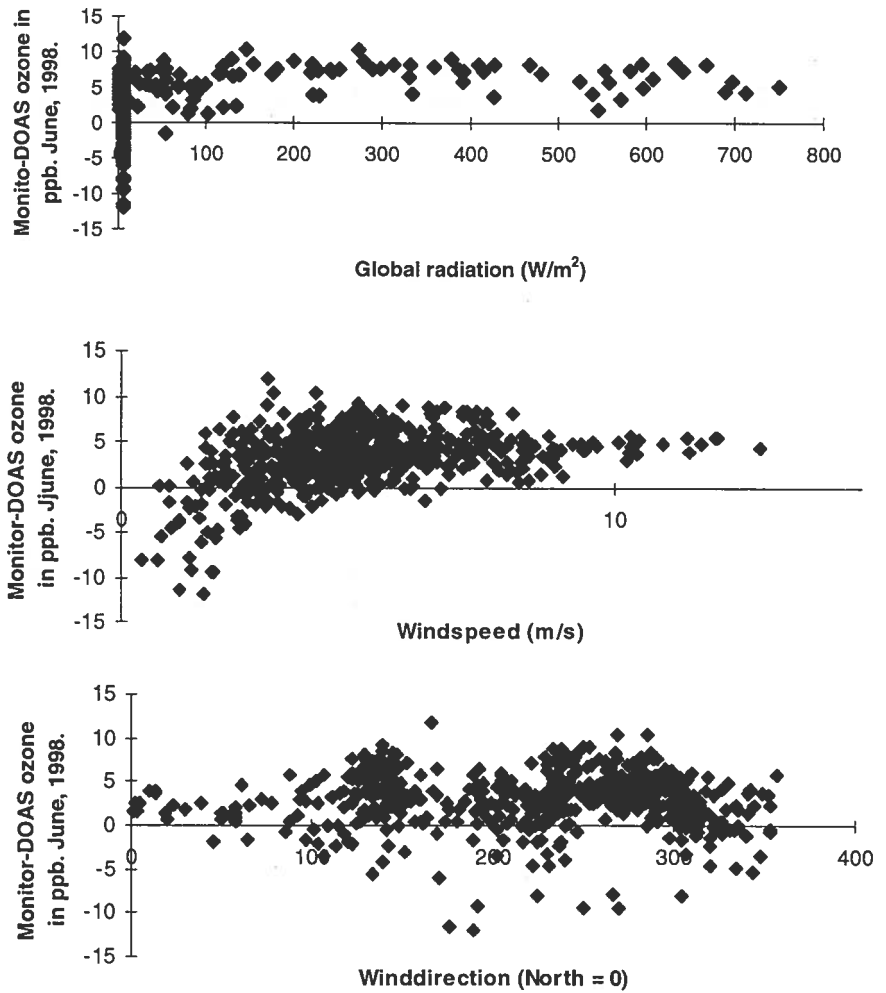 Monito-DOAS ozone in
ppb. June, 1998.
15
10
5
0
-5
-10
-15
100 200 300 400 500 600 700 800
Global radiation (W/m²)
Monitor-DOAS ozone
in ppb. Jjune, 1998.
15
10
5
0
-5
-10
-15
0 10
Windspeed (m/s)
Monitor-DOAS ozone
in ppb. June, 1998.
15
10
5
0
-5
-10
-15
0 100 200 300 400
Winddirection (North = 0)